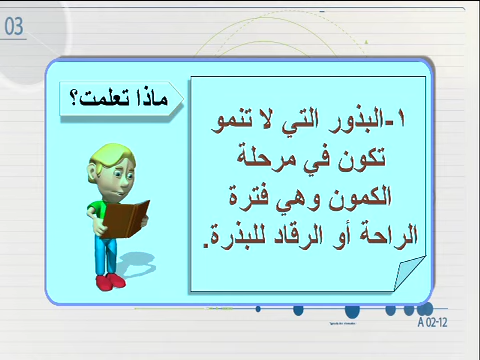 03
ماذا تعلمت؟
١-البذور التي لا تنمو
تكون في مرحلة
الكمون وهي فترة
الراحة أو الرقاد للبذرة.
A 02-12